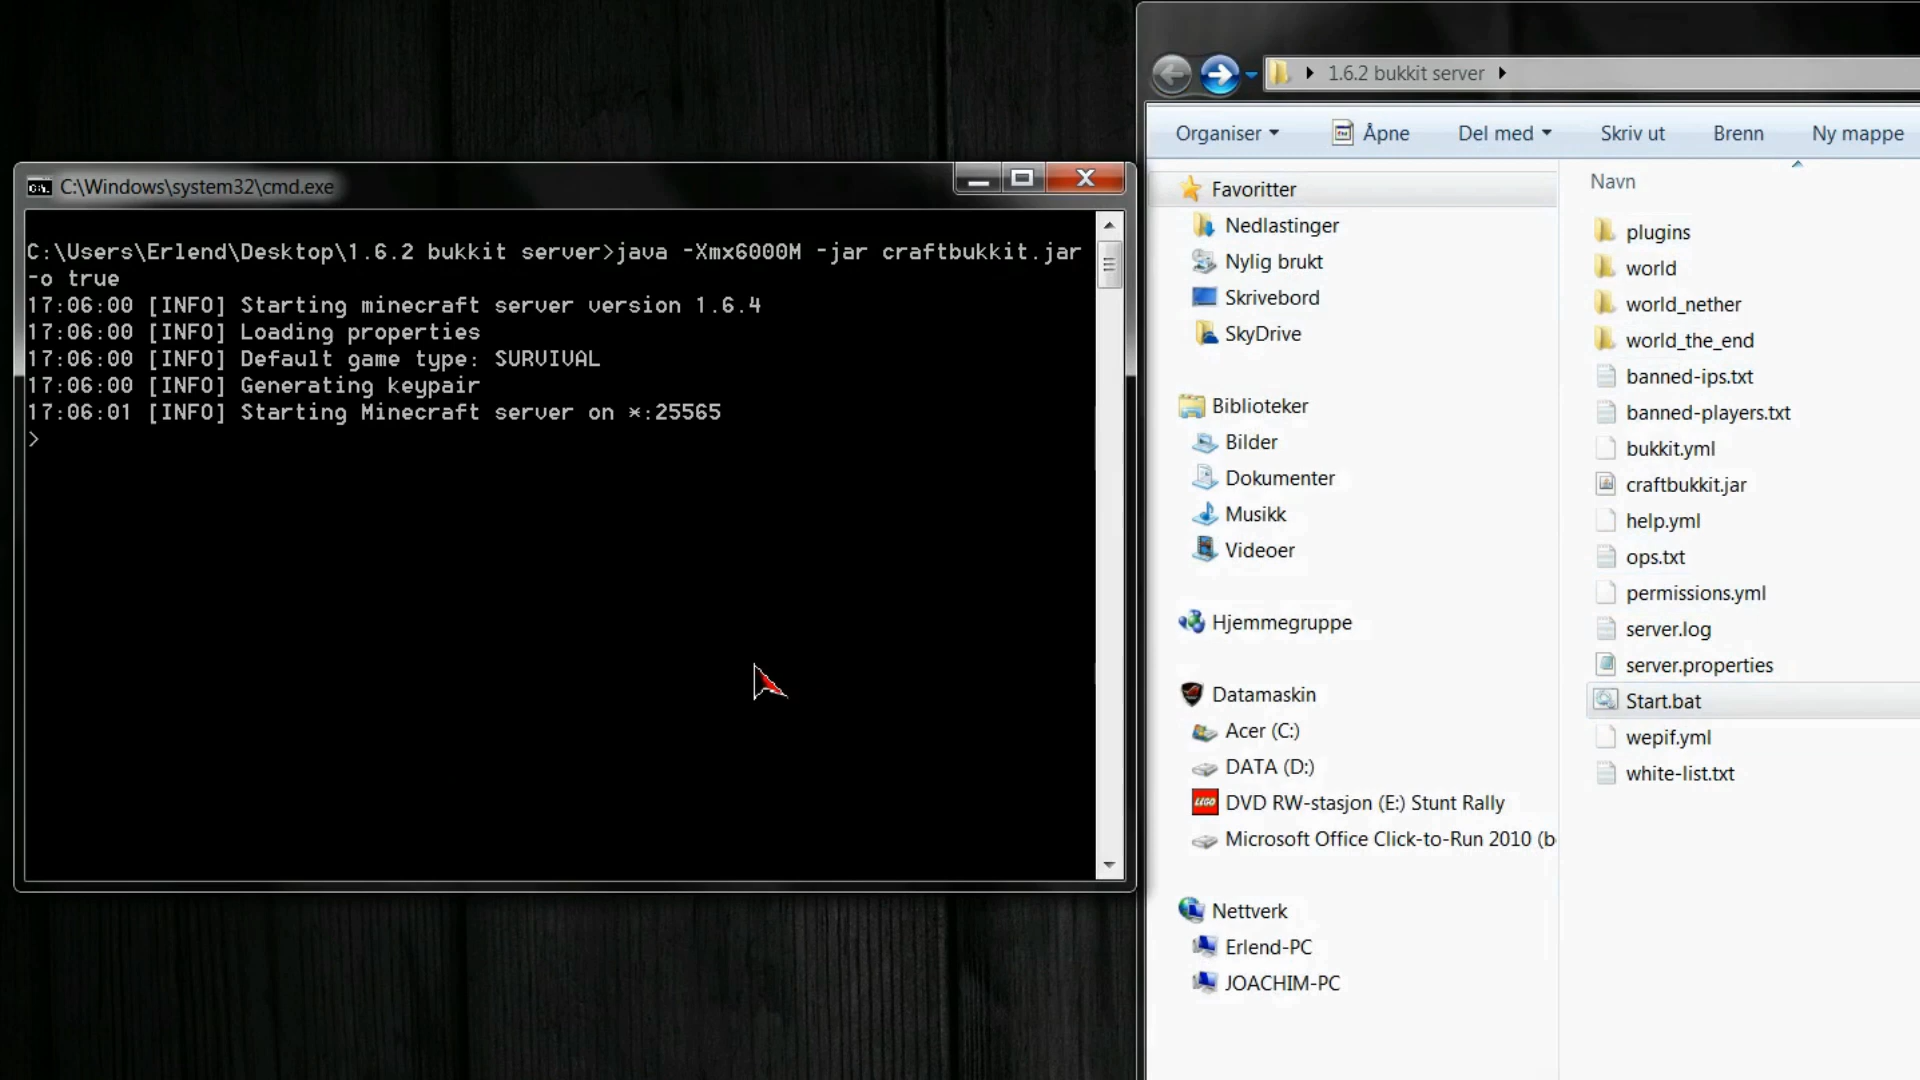 C:\Windows\system32\cmd.exe
C:\Users\Erlend\Desktop\1.6.2 bukkit server>java -Xmx6000M -jar craftbukkit.jar
-o true
17:06:00 [INFO] Starting minecraft server version 1.6.4
17:06:00 [INFO] Loading properties
17:06:00 [INFO] Default game type: SURVIVAL
17:06:00 [INFO] Generating keypair
17:06:01 [INFO] Starting Minecraft server on *:25565
>
1.6.2 bukkit server
Organiser Åpne Del med Skriv ut Brenn Ny mappe
Favoritter
Nedlastinger
Nylig brukt
Skrivebord
SkyDrive
Biblioteker
Bilder
Dokumenter
Musikk
Videoer
Hjemmegruppe
Datamaskin
Acer (C:)
DATA (D:)
LEGO
DVD RW-stasjon (E:) Stunt Rally
Microsoft Office Click-to-Run 2010 (b
Nettverk
Erlend-PC
JOACHIM-PC
Navn
plugins
world
world_nether
world_the_end
banned-ips.txt
banned-players.txt
bukkit.yml
craftbukkit.jar
help.yml
ops.txt
permissions.yml
server.log
server.properties
Start.bat
wepif.yml
white-list.txt